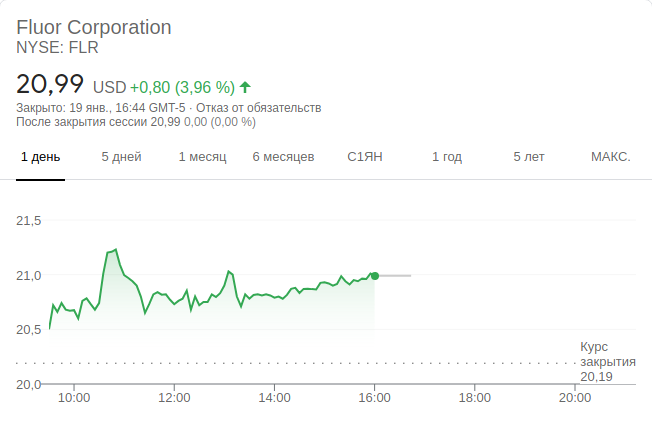 Fluor Corporation
NYSE: FLR
20,99 USD +0,80 (3,96 %)
Закрыто: 19 янв., 16:44 GMT-5 · Отказ от обязательств
После закрытия сессии 20,99 0,00 (0,00 %)
1 день 5 дней 1 месяц 6 месяцев С1ЯН 1 год 5 лет МАКС.
21,5
21,0
20,5
Курс
закрытия
20,19
20,0
10:00 12:00 14:00 16:00 18:00 20:00